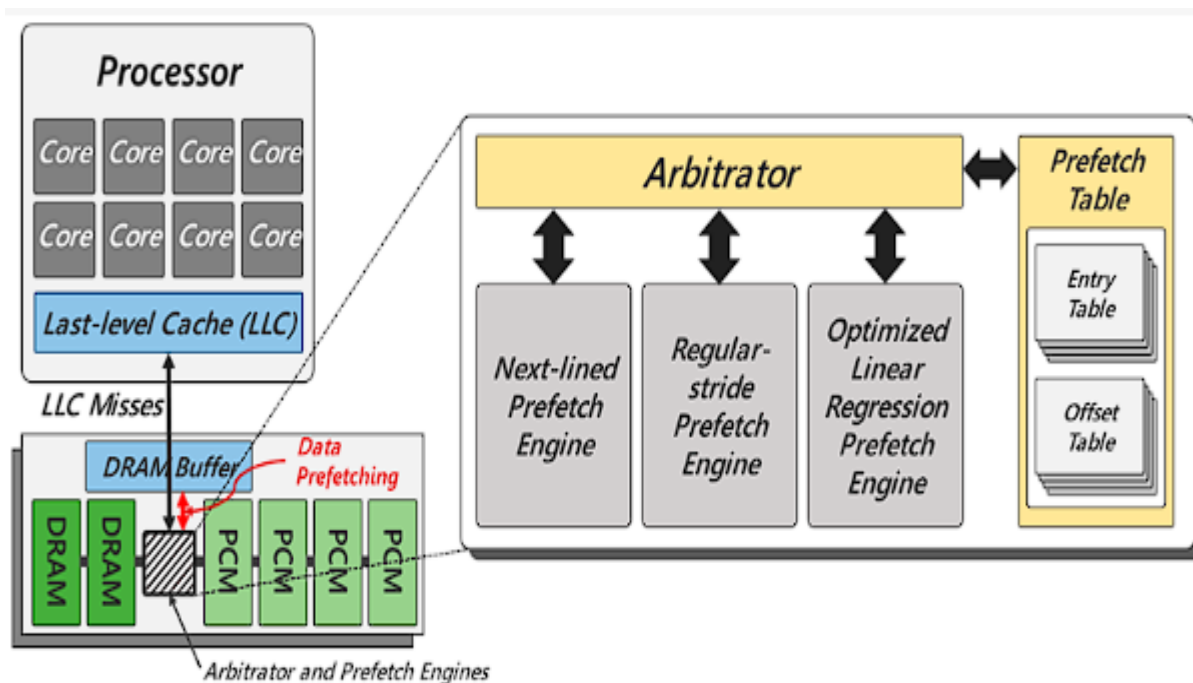 Processor
Core Core Core Core
Core Core Core Core
Last-level Cache (LLC)
LLC Misses
DRAM Buffer
Data
Prefetching
DRAM
DRAM
PCM
PCM
PCM
PCM
Arbitrator and Prefetch Engines
Arbitrator
Next-lined
Prefetch
Engine
Regular-
stride
Prefetch
Engine
Optimized
Linear
Regression
Prefetch
Engine
Prefetch
Table
Entry
Table
Offset
Table